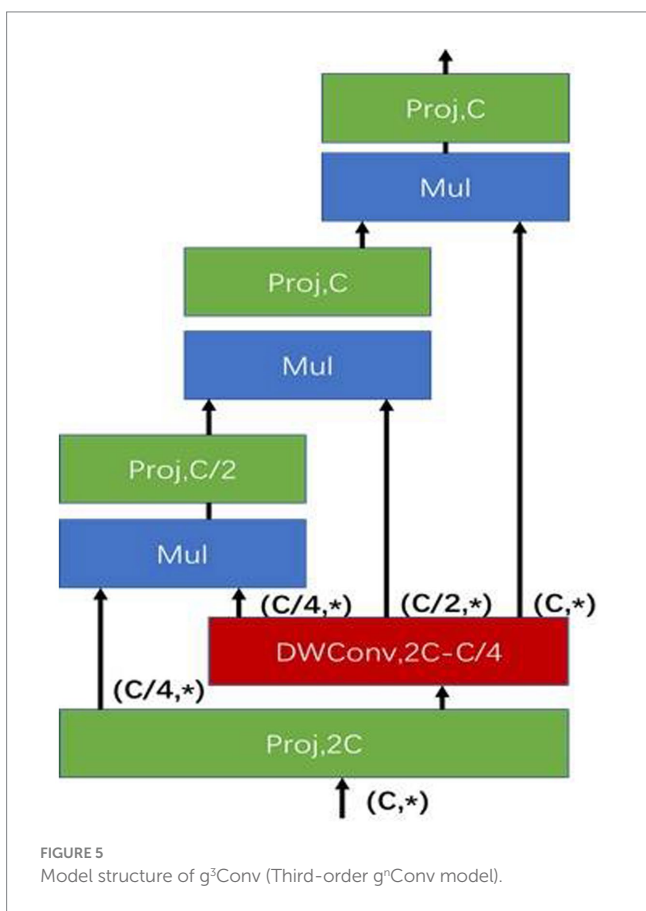 Proj,C
Mul
Proj,C
Mul
Proj,C/2
Mul
(C/4,*) (C/2,*) (C,*)
DWConv,2C-C/4
(C/4,*)
Proj,2C
(C,*)
FIGURE 5
Model structure of g³Conv (Third-order gⁿConv model).